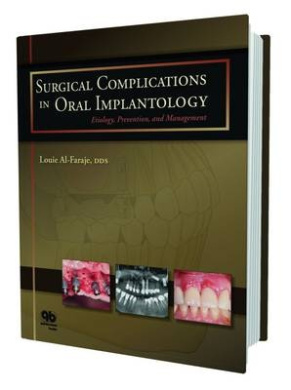 SURGICAL COMPLICATIONS
IN ORAL IMPLANTOLOGY
Etiology, Prevention, and Management
Louie Al-Faraje, DDS